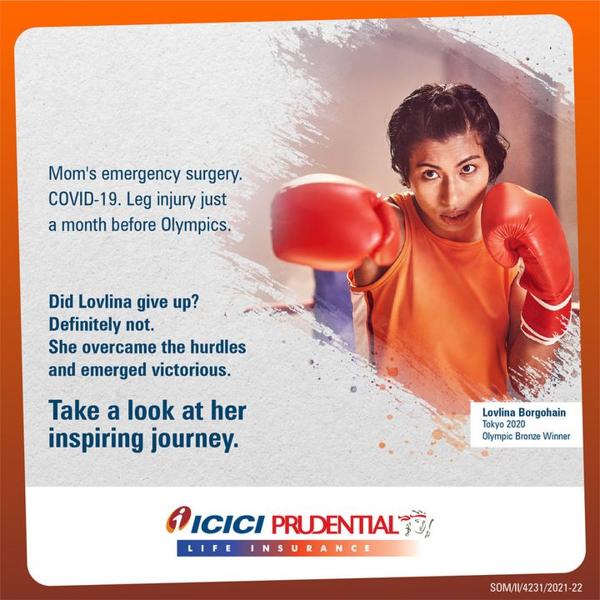 Mom's emergency surgery.
COVID-19. Leg injury just
a month before Olympics.
Did Lovlina give up?
Definitely not.
She overcame the hurdles
and emerged victorious.
Take a look at her
inspiring journey.
Lovlina Borgohain
Tokyo 2020
Olympic Bronze Winner
ICICI PRUDENTIAL
LIFE INSURANCE
SOM/II/4231/2021-22